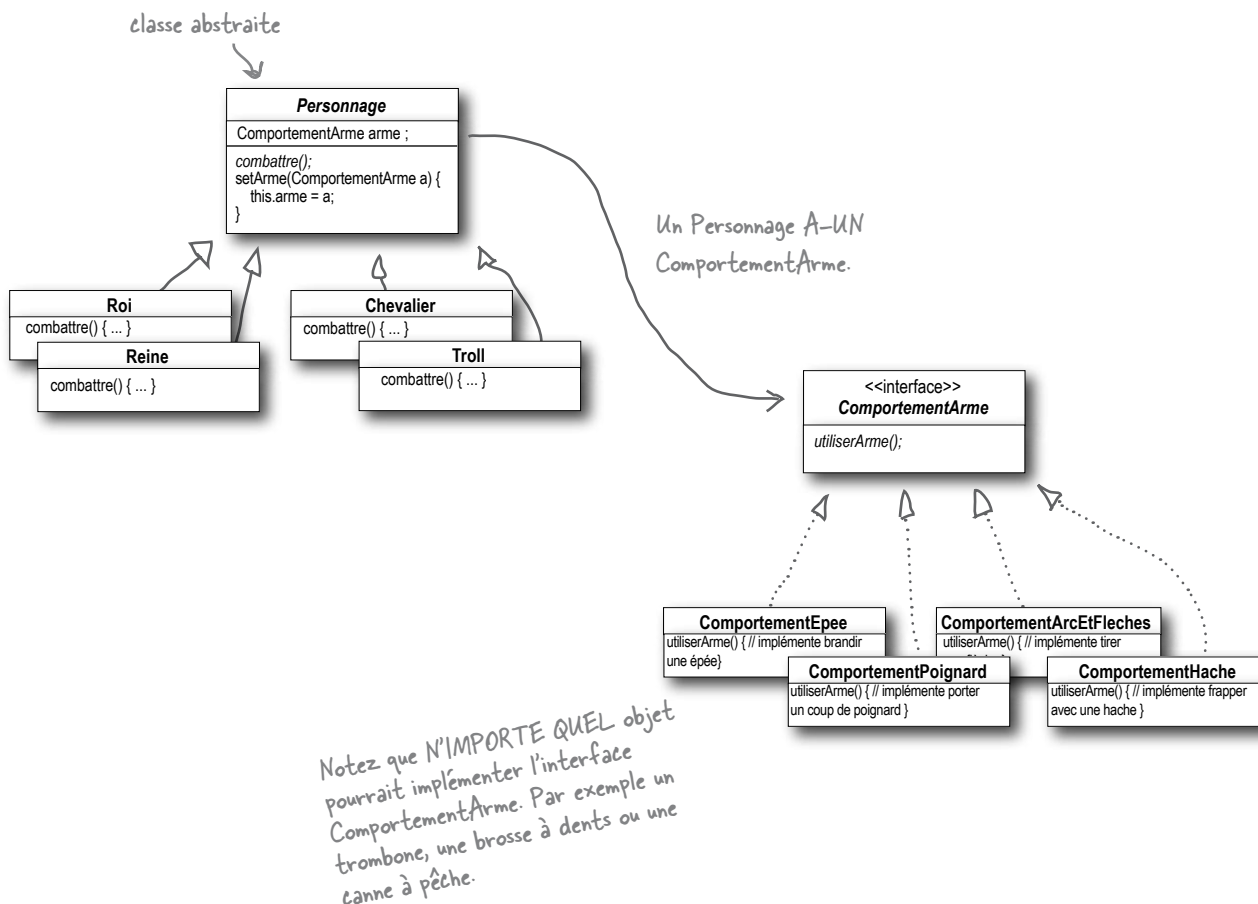 classe abstraite
Personnage
ComportementArme arme ;
combattre();
setArme(ComportementArme a) {
this.arme = a;
}
Un Personnage A-UN
ComportementArme.
Roi
combattre() { ... }
Reine
combattre() { ... }
Chevalier
combattre() { ... }
Troll
combattre() { ... }
<<interface>>
ComportementArme
utiliserArme();
ComportementEpee
utiliserArme() { // implémente brandir
une épée}
ComportementPoignard
utiliserArme() { // implémente porter
un coup de poignard }
ComportementArcEtFleches
utiliserArme() { // implémente tirer
ComportementHache
utiliserArme() { // implémente frapper
avec une hache }
Notez que N'IMPORTE QUEL objet
pourrait implémenter l'interface
ComportementArme. Par exemple un
trombone, une brosse à dents ou une
canne à pêche.